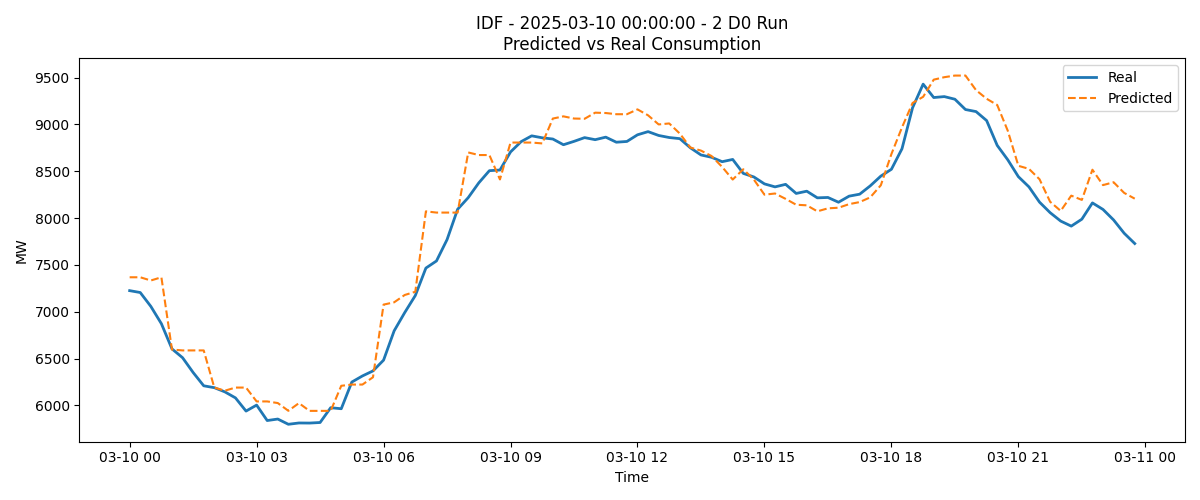 IDF - 2025-03-10 00:00:00 - 2 D0 Run
Predicted vs Real Consumption
Real
Predicted
MW
9500
9000
8500
8000
7500
7000
6500
6000
03-10 00
03-10 03
03-10 06
03-10 09
03-10 12
03-10 15
03-10 18
03-10 21
03-11 00
Time